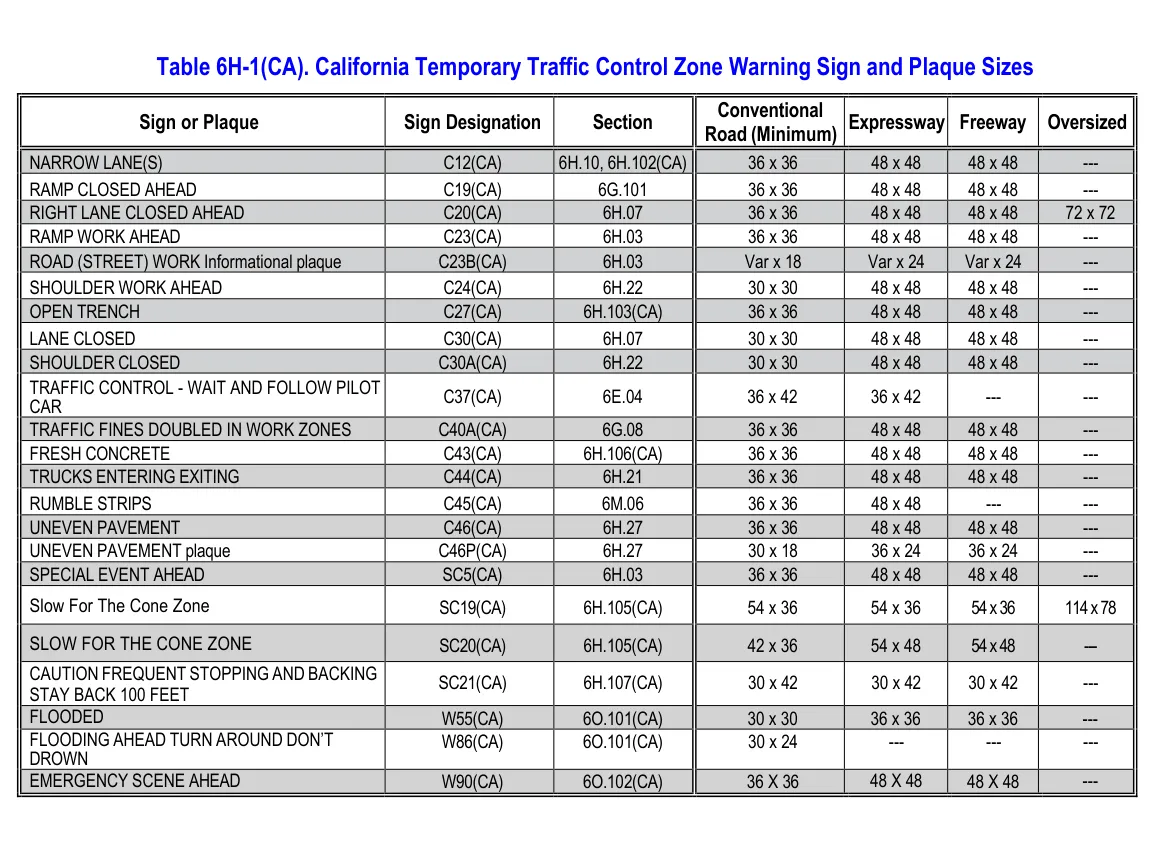 Table 6H-1(CA). California Temporary Traffic Control Zone Warning Sign and Plaque Sizes
Sign or Plaque Sign Designation Section Conventional Road (Minimum) Expressway Freeway Oversized
NARROW LANE(S) C12(CA) 6H.10, 6H.102(CA) 36 x 36 48 x 48 48 x 48 ---
RAMP CLOSED AHEAD C19(CA) 6G.101 36 x 36 48 x 48 48 x 48 ---
RIGHT LANE CLOSED AHEAD C20(CA) 6H.07 36 x 36 48 x 48 48 x 48 72 x 72
RAMP WORK AHEAD C23(CA) 6H.03 36 x 36 48 x 48 48 x 48 ---
ROAD (STREET) WORK Informational plaque C23B(CA) 6H.03 Var x 18 Var x 24 Var x 24 ---
SHOULDER WORK AHEAD C24(CA) 6H.22 30 x 30 48 x 48 48 x 48 ---
OPEN TRENCH C27(CA) 6H.103(CA) 36 x 36 48 x 48 48 x 48 ---
LANE CLOSED C30(CA) 6H.07 30 x 30 48 x 48 48 x 48 ---
SHOULDER CLOSED C30A(CA) 6H.22 30 x 30 48 x 48 48 x 48 ---
TRAFFIC CONTROL - WAIT AND FOLLOW PILOT
CAR C37(CA) 6E.04 36 x 42 36 x 42 --- ---
TRAFFIC FINES DOUBLED IN WORK ZONES C40A(CA) 6G.08 36 x 36 48 x 48 48 x 48 ---
FRESH CONCRETE C43(CA) 6H.106(CA) 36 x 36 48 x 48 48 x 48 ---
TRUCKS ENTERING EXITING C44(CA) 6H.21 36 x 36 48 x 48 48 x 48 ---
RUMBLE STRIPS C45(CA) 6M.06 36 x 36 48 x 48 --- ---
UNEVEN PAVEMENT C46(CA) 6H.27 36 x 36 48 x 48 48 x 48 ---
UNEVEN PAVEMENT plaque C46P(CA) 6H.27 30 x 18 36 x 24 36 x 24 ---
SPECIAL EVENT AHEAD SC5(CA) 6H.03 36 x 36 48 x 48 48 x 48 ---
Slow For The Cone Zone SC19(CA) 6H.105(CA) 54 x 36 54 x 36 54 x 36 114 x 78
SLOW FOR THE CONE ZONE SC20(CA) 6H.105(CA) 42 x 36 54 x 48 54 x 48 ---
CAUTION FREQUENT STOPPING AND BACKING
STAY BACK 100 FEET SC21(CA) 6H.107(CA) 30 x 42 30 x 42 30 x 42 ---
FLOODED W55(CA) 6O.101(CA) 30 x 30 36 x 36 36 x 36 ---
FLOODING AHEAD TURN AROUND DON'T
DROWN W86(CA) 6O.101(CA) 30 x 24 --- --- ---
EMERGENCY SCENE AHEAD W90(CA) 6O.102(CA) 36 X 36 48 X 48 48 X 48 ---